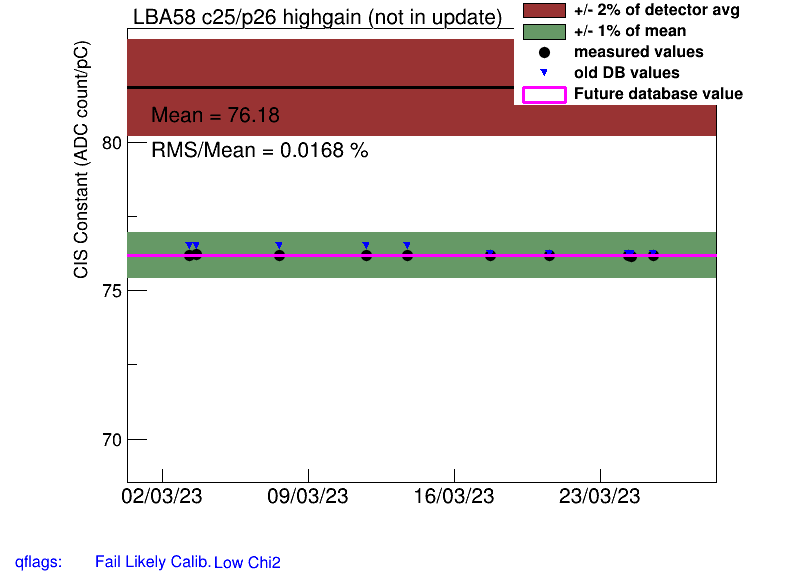 LBA58 c25/p26 highgain (not in update)
+/- 2% of detector avg
+/- 1% of mean
measured values
old DB values
Future database value
CIS Constant (ADC count/pC)
Mean = 76.18
RMS/Mean = 0.0168 %
80
75
70
02/03/23 09/03/23 16/03/23 23/03/23
qflags: Fail Likely Calib. Low Chi2